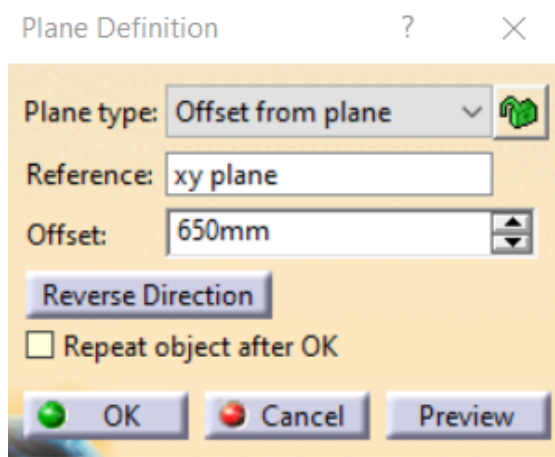 Plane Definition ?
Plane type: Offset from plane
Reference: xy plane
Offset: 650mm
Reverse Direction
Repeat object after OK
OK Cancel Preview